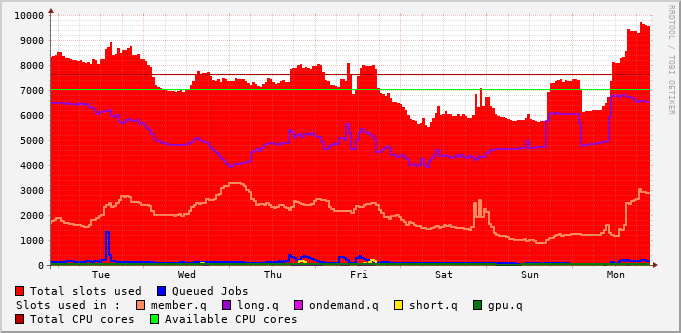 RRDTOOL / TOBI OETIKER
10000
9000
8000
7000
6000
5000
4000
3000
2000
1000
0
Tue Wed Thu Fri Sat Sun Mon
Total slots used Queued Jobs
Slots used in : member.q long.q ondemand.q short.q gpu.q
Total CPU cores Available CPU cores